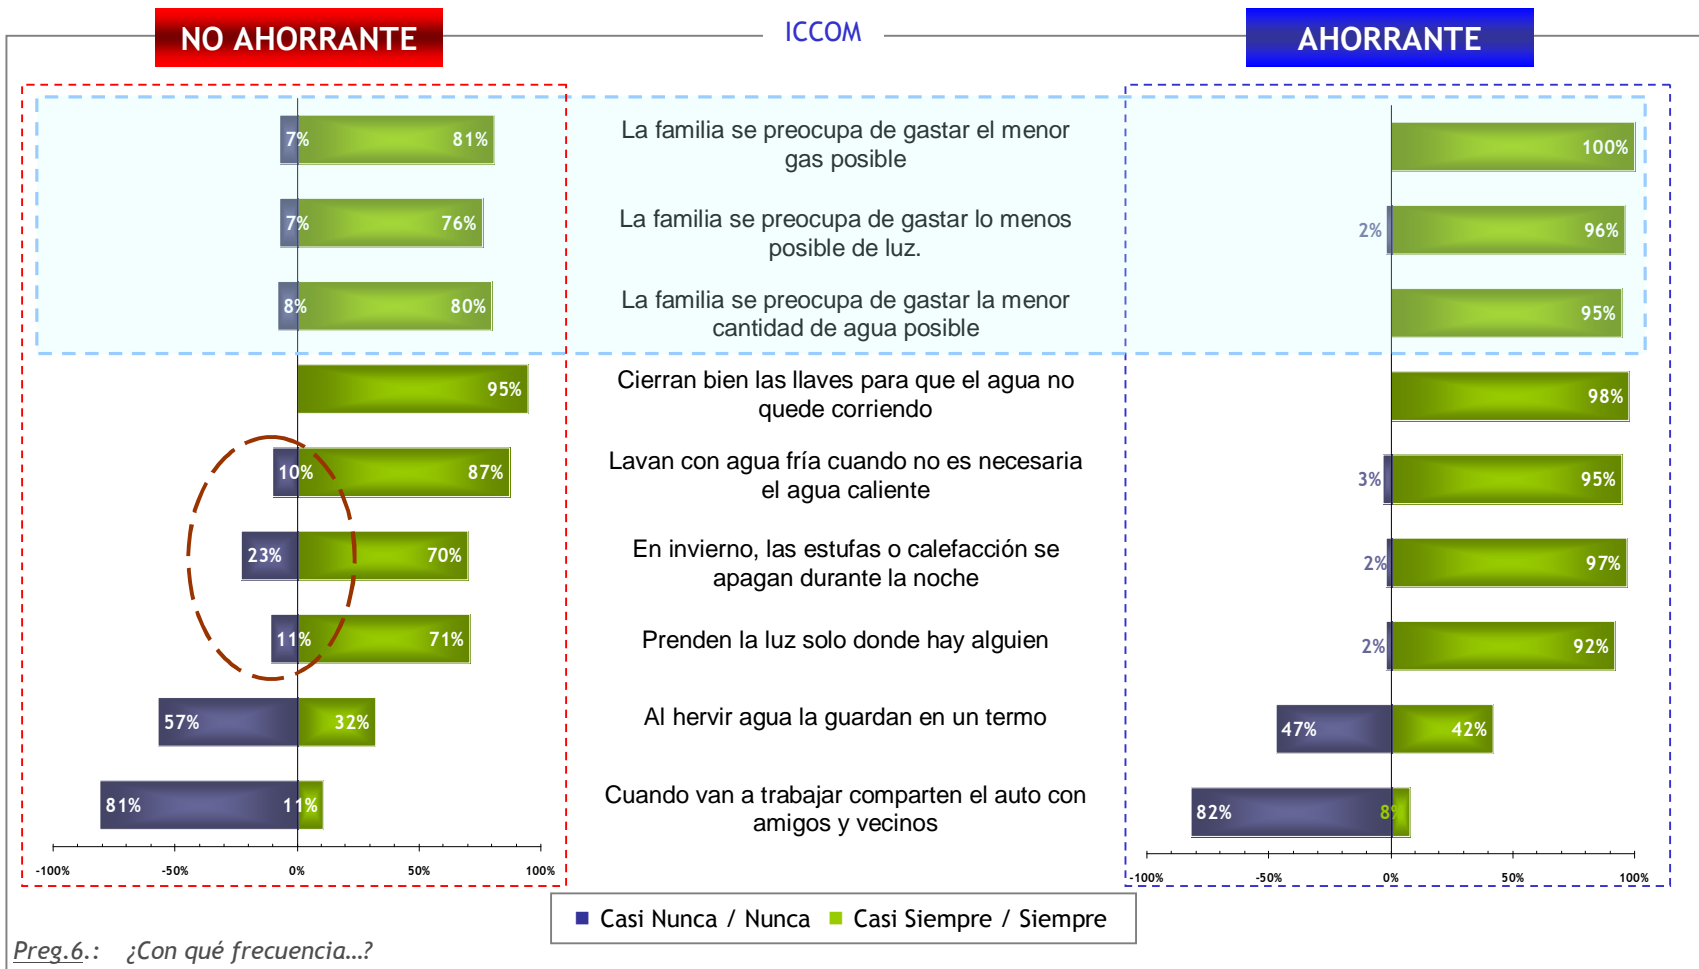 NO AHORRANTE
ICCOM
AHORRANTE
7% 81%
La familia se preocupa de gastar el menor
gas posible
100%
7% 76%
La familia se preocupa de gastar lo menos
posible de luz.
2% 96%
8% 80%
La familia se preocupa de gastar la menor
cantidad de agua posible
95%
95%
Cierran bien las llaves para que el agua no
quede corriendo
98%
10% 87%
Lavan con agua fría cuando no es necesaria
el agua caliente
3% 95%
23% 70%
En invierno, las estufas o calefacción se
apagan durante la noche
2% 97%
11% 71%
Prenden la luz solo donde hay alguien
2% 92%
57% 32%
Al hervir agua la guardan en un termo
47% 42%
81% 11%
Cuando van a trabajar comparten el auto con
amigos y vecinos
82% 8%
-100% -50% 0% 50% 100%
-100% -50% 0% 50% 100%
Casi Nunca / Nunca Casi Siempre / Siempre
Preg.6.: ¿Con qué frecuencia…?